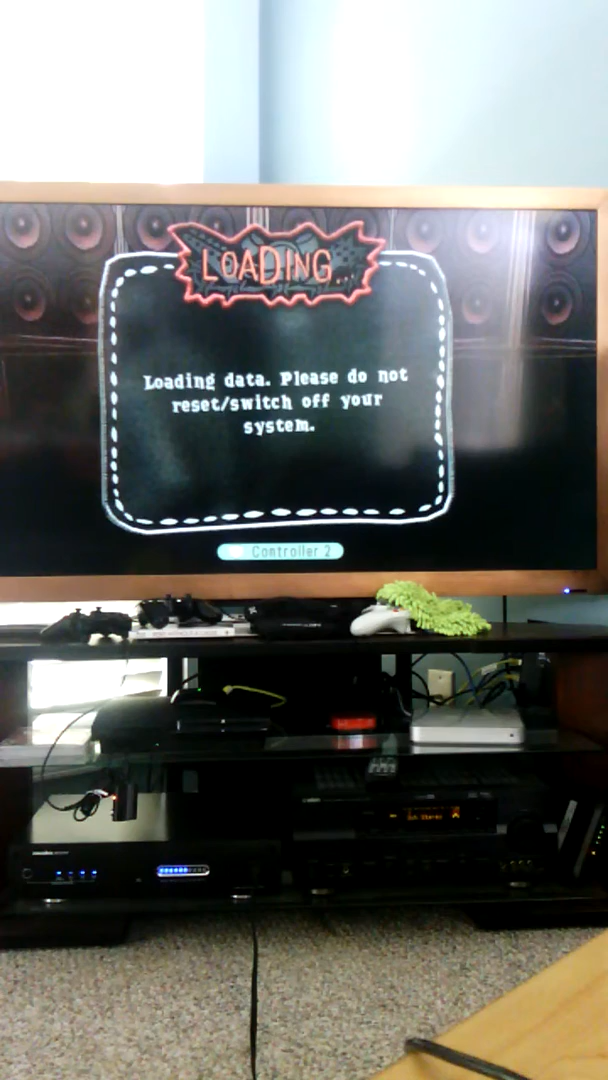 LOADING...
Loading data. Please do not
reset/switch off your
system.
Controller 2